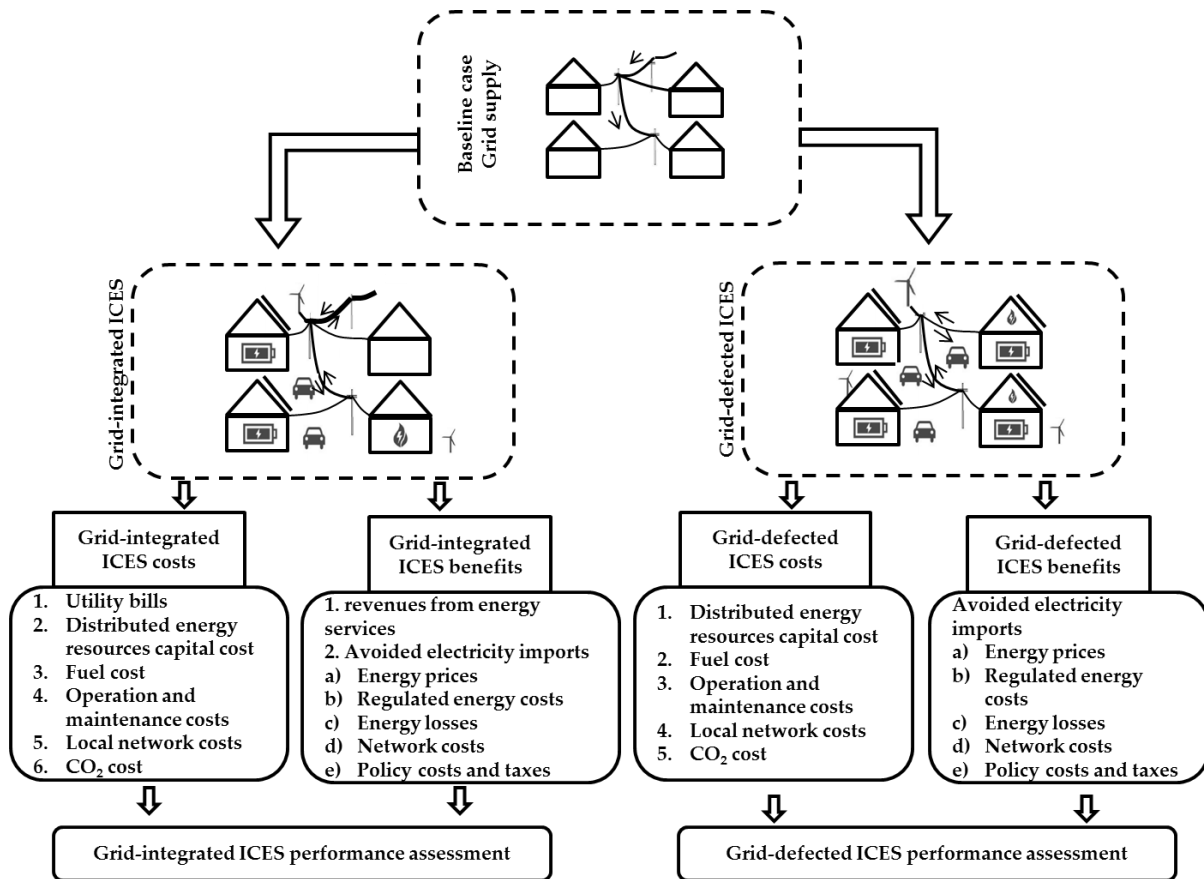 Baseline case
Grid supply
Grid-integrated ICES
Grid-defected ICES
Grid-integrated
ICES costs
1. Utility bills
2. Distributed energy
resources capital cost
3. Fuel cost
4. Operation and
maintenance costs
5. Local network costs
6. CO₂ cost
Grid-integrated
ICES benefits
1. revenues from energy
services
2. Avoided electricity imports
a) Energy prices
b) Regulated energy costs
c) Energy losses
d) Network costs
e) Policy costs and taxes
Grid-defected
ICES costs
1. Distributed energy
resources capital cost
2. Fuel cost
3. Operation and
maintenance costs
4. Local network costs
5. CO₂ cost
Grid-defected
ICES benefits
Avoided electricity
imports
a) Energy prices
b) Regulated energy
costs
c) Energy losses
d) Network costs
e) Policy costs and taxes
Grid-integrated ICES performance assessment
Grid-defected ICES performance assessment